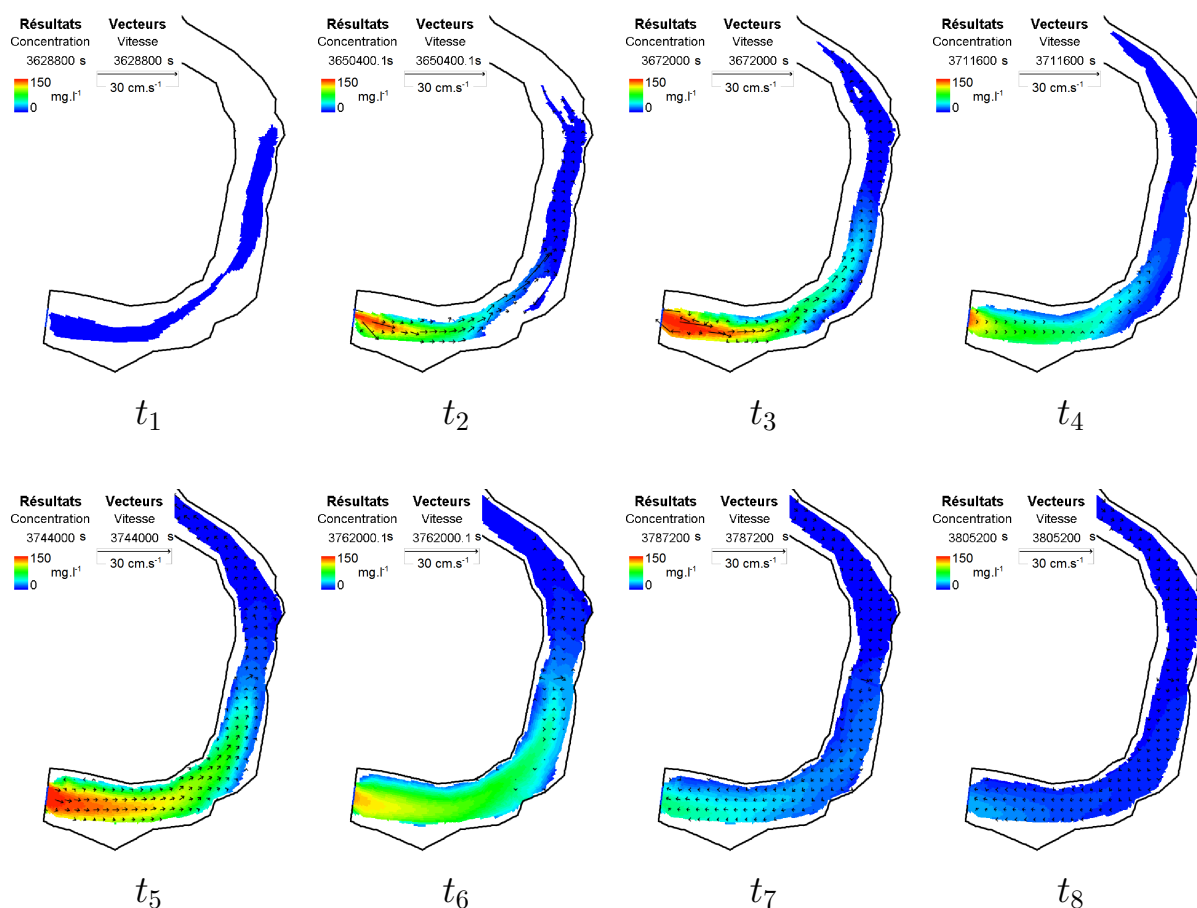 Résultats Vecteurs
Concentration Vitesse
3628800 s 3628800 s
150
mg.l-1
0
30 cm.s-1
t1
Résultats Vecteurs
Concentration Vitesse
3650400.1s 3650400.1s
150
mg.l-1
0
30 cm.s-1
t2
Résultats Vecteurs
Concentration Vitesse
3672000 s 3672000 s
150
mg.l-1
0
30 cm.s-1
t3
Résultats Vecteurs
Concentration Vitesse
3711600 s 3711600 s
150
mg.l-1
0
30 cm.s-1
t4
Résultats Vecteurs
Concentration Vitesse
3744000 s 3744000 s
150
mg.l-1
0
30 cm.s-1
t5
Résultats Vecteurs
Concentration Vitesse
3762000.1s 3762000.1 s
150
mg.l-1
0
30 cm.s-1
t6
Résultats Vecteurs
Concentration Vitesse
3787200 s 3787200 s
150
mg.l-1
0
30 cm.s-1
t7
Résultats Vecteurs
Concentration Vitesse
3805200 s 3805200 s
150
mg.l-1
0
30 cm.s-1
t8